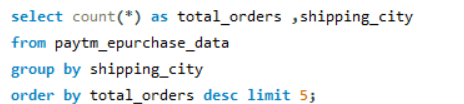 select count(*) as total_orders ,shipping_city
from paytm_epurchase_data
group by shipping_city
order by total_orders desc limit 5;